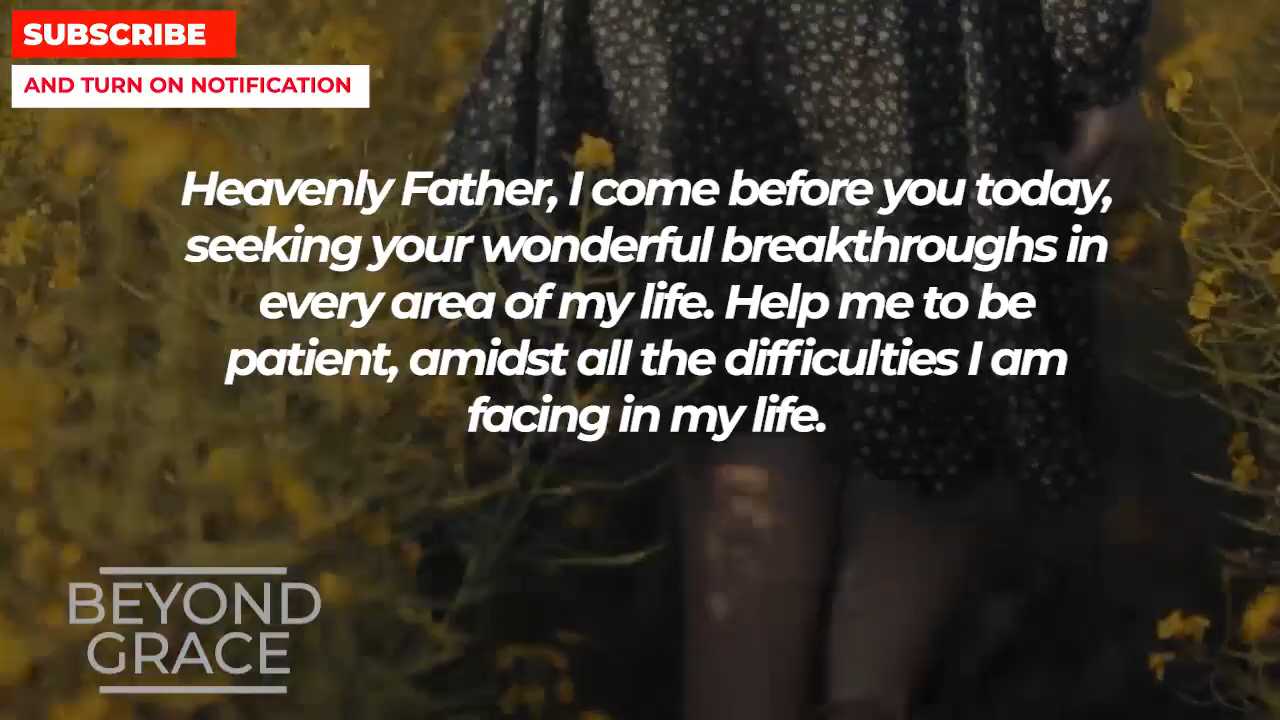 SUBSCRIBE
AND TURN ON NOTIFICATION
Heavenly Father, I come before you today,
seeking your wonderful breakthroughs in
every area of my life. Help me to be
patient, amidst all the difficulties I am
facing in my life.
BEYOND
GRACE